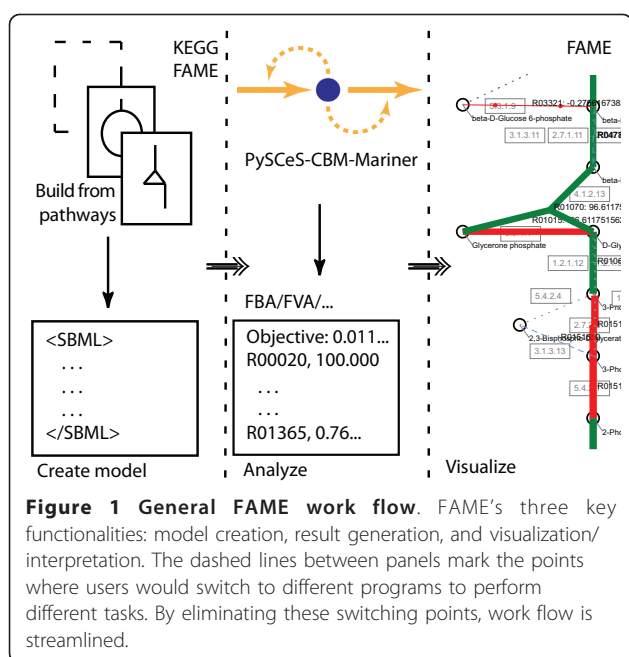 KEGG
FAME
Build from
pathways
<SBML>
...
...
...
</SBML>
Create model
PySCeS-CBM-Mariner
FBA/FVA/...
Objective: 0.011...
R00020, 100.000
...
...
R01365, 0.76...
Analyze
FAME
R03321:
beta-D-Glucose 6-phosphate
3.1.3.11
2.7.1.11
4.1.2.13
R01070: 96.6117
Glycerone phosphate
1.2.1.12
5.4.2.4
3.1.3.13
Visualize
Figure 1 General FAME work flow. FAME's three key
functionalities: model creation, result generation, and visualization/
interpretation. The dashed lines between panels mark the points
where users would switch to different programs to perform
different tasks. By eliminating these switching points, work flow is
streamlined.